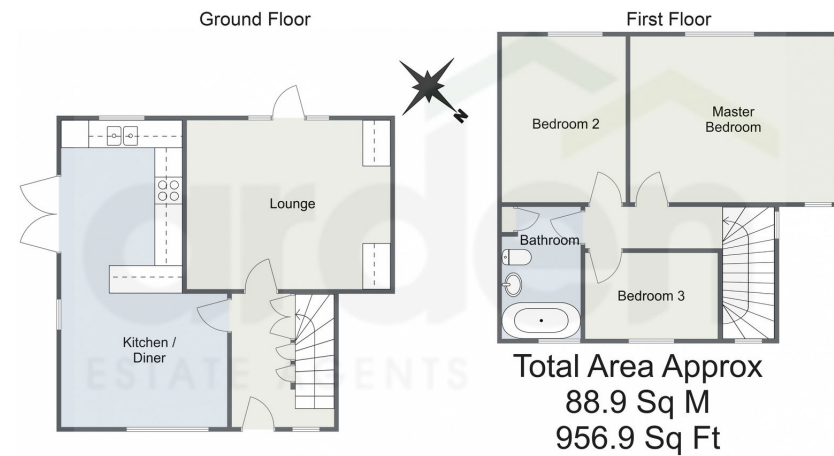 Ground Floor
First Floor
N
Bedroom 2
Master
Bedroom
Lounge
Bathroom
Bedroom 3
Kitchen /
Diner
arden
ESTATE AGENTS
Total Area Approx
88.9 Sq M
956.9 Sq Ft